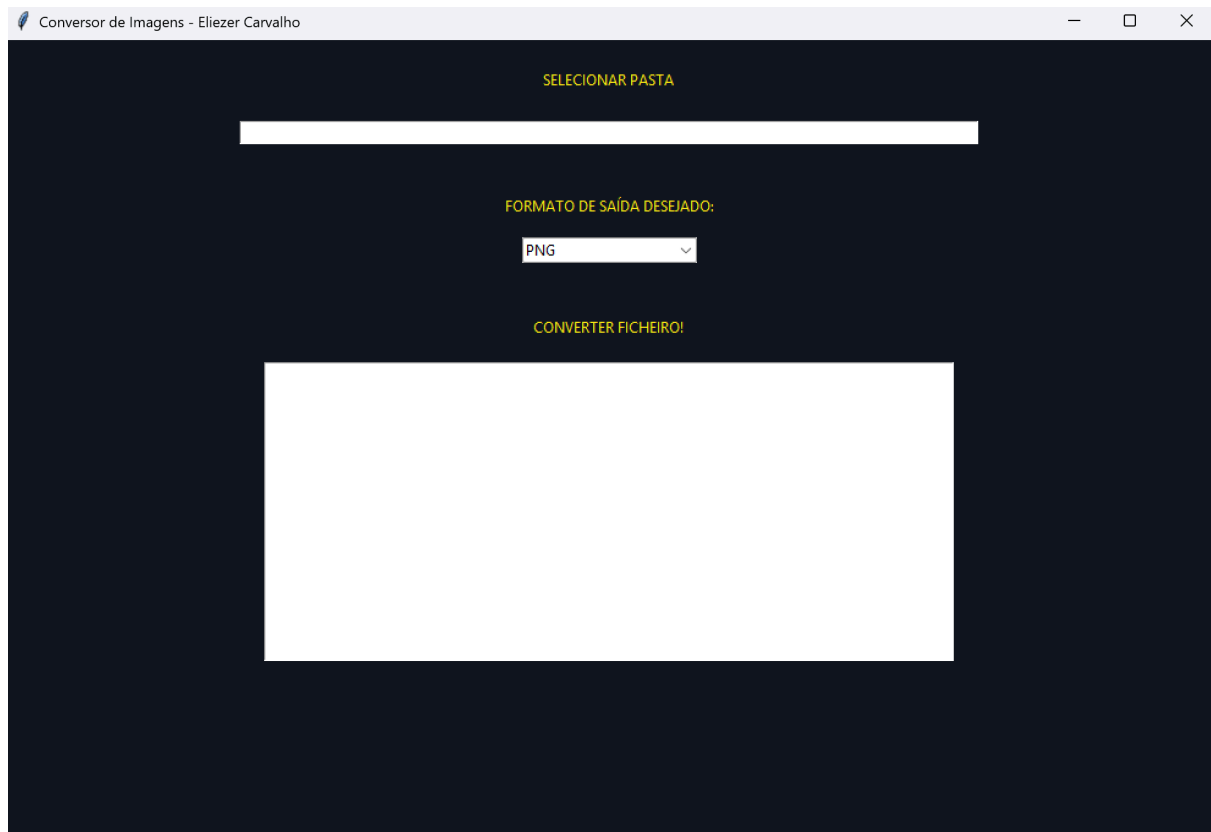 Conversor de Imagens - Eliezer Carvalho
SELECIONAR PASTA
FORMATO DE SAÍDA DESEJADO:
PNG
CONVERTER FICHEIRO!